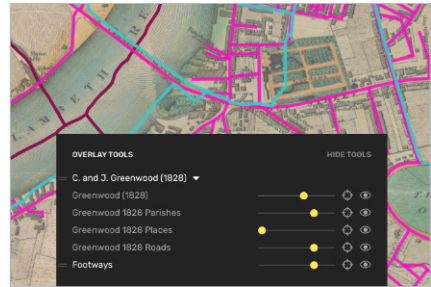 LAMBETH RE
OVERLAY TOOLS
HIDE TOOLS
C. and J. Greenwood (1828)
Greenwood (1828)
Greenwood 1828 Parishes
Greenwood 1828 Places
Greenwood 1828 Roads
Footways